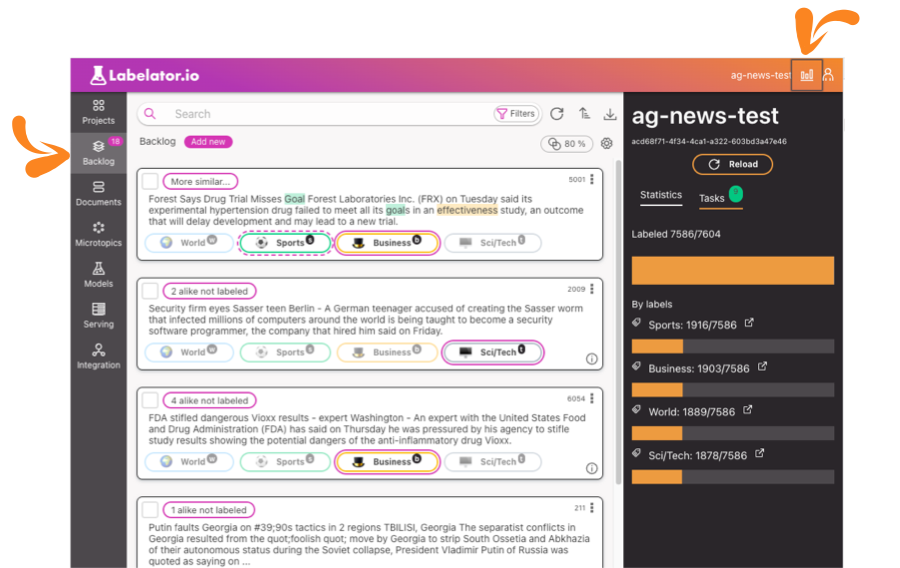 Labelator.io
ag-news-test
Projects
18
Backlog
Documents
Microtopics
Models
Serving
Integration
Search
Filters
Backlog
Add new
80 %
More similar...
5001
Forest Says Drug Trial Misses Goal Forest Laboratories Inc. (FRX) on Tuesday said its
experimental hypertension drug failed to meet all its goals in an effectiveness study, an outcome
that will delay development and may lead to a new trial.
World w
Sports s
Business b
Sci/Tech t
2 alike not labeled
2009
Security firm eyes Sasser teen Berlin - A German teenager accused of creating the Sasser worm
that infected millions of computers around the world is being taught to become a security
software programmer, the company that hired him said on Friday.
World w
Sports s
Business b
Sci/Tech t
4 alike not labeled
6054
FDA stifled dangerous Vioxx results - expert Washington - An expert with the United States Food
and Drug Administration (FDA) has said on Thursday he was pressured by his agency to stifle
study results showing the potential dangers of the anti-inflammatory drug Vioxx.
World w
Sports s
Business b
Sci/Tech t
1 alike not labeled
211
Putin faults Georgia on #39;90s tactics in 2 regions TBILISI, Georgia The separatist conflicts in
Georgia resulted from the quot;foolish quot; move by Georgia to strip South Ossetia and Abkhazia
of their autonomous status during the Soviet collapse, President Vladimir Putin of Russia was
quoted as saying on ...
ag-news-test
acd68f71-4f34-4ca1-a322-603bd3a47e46
Reload
Statistics
Tasks
9
Labeled 7586/7604
By labels
Sports: 1916/7586
Business: 1903/7586
World: 1889/7586
Sci/Tech: 1878/7586